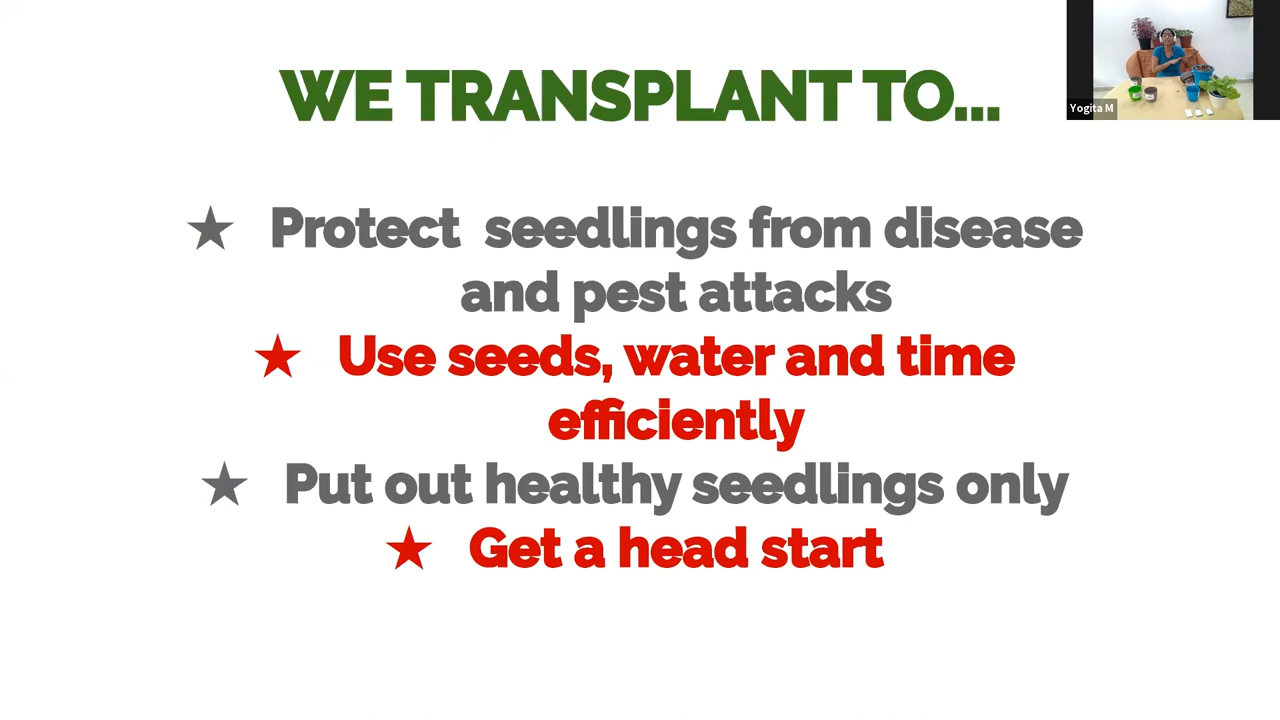 WE TRANSPLANT TO...
Yogita M
★ Protect seedlings from disease
and pest attacks
★ Use seeds, water and time
efficiently
★ Put out healthy seedlings only
★ Get a head start